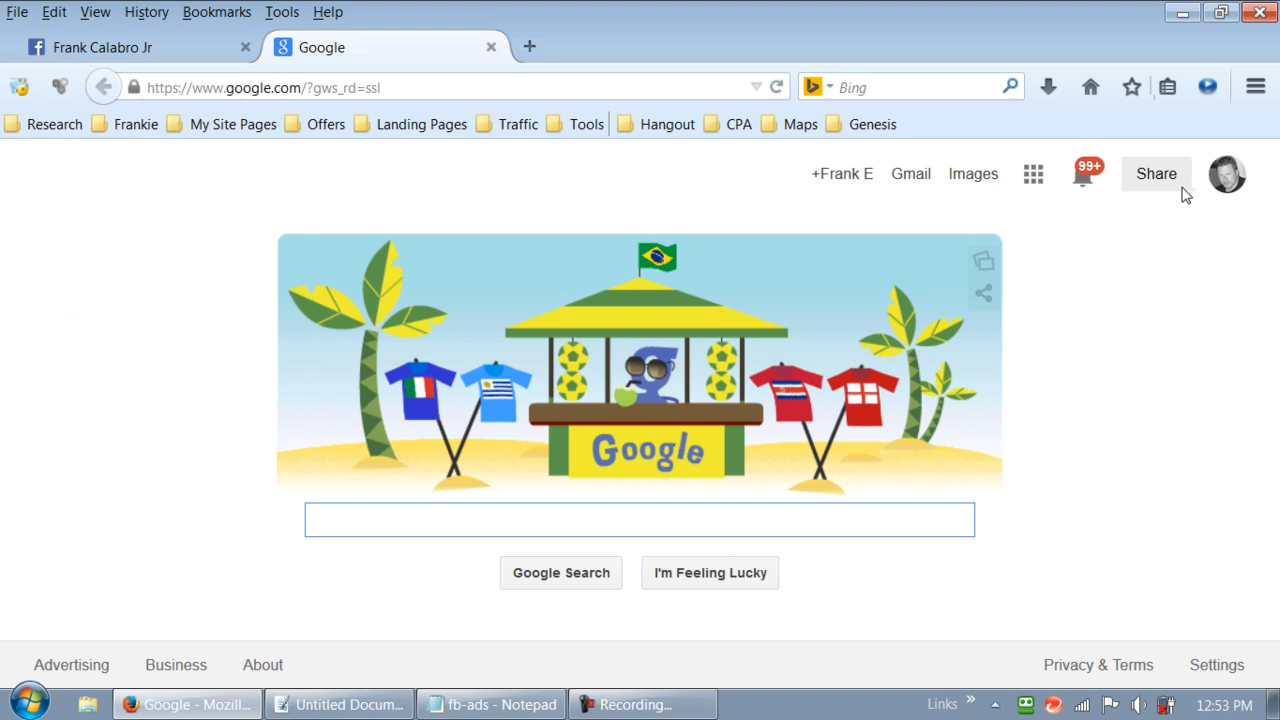 File Edit View History Bookmarks Tools Help
Frank Calabro Jr Google
https://www.google.com/?gws_rd=ssl Bing
Research Frankie My Site Pages Offers Landing Pages Traffic Tools Hangout CPA Maps Genesis
+Frank E Gmail Images 99+ Share
Google
Google Search I'm Feeling Lucky
Advertising Business About Privacy & Terms Settings
Google - Mozill... Untitled Docum... fb-ads - Notepad Recording... Links 12:53 PM